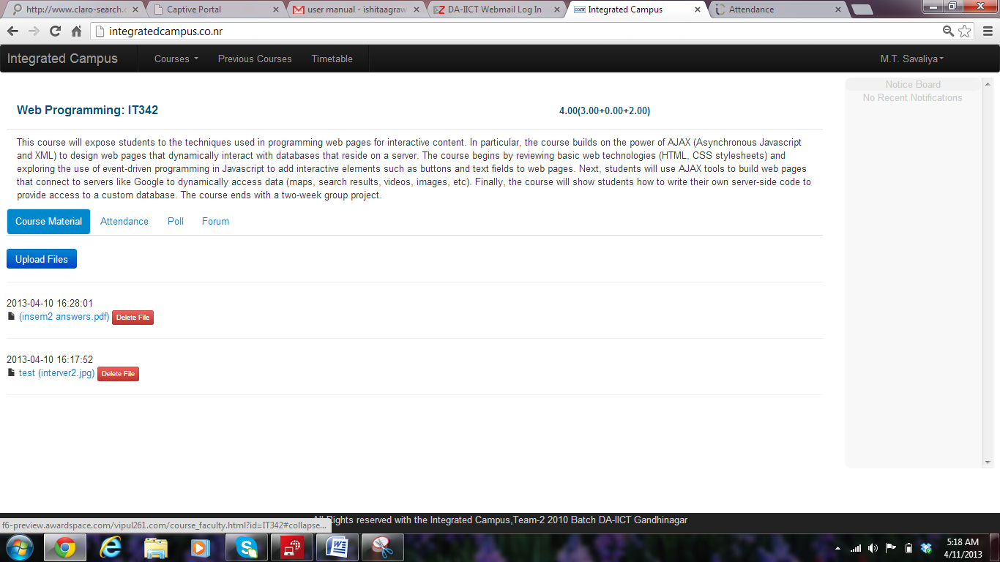 http://www.claro-search.c
Captive Portal
user manual - ishitaagraw
DA-IICT Webmail Log In
Integrated Campus
Attendance
integratedcampus.co.nr
Integrated Campus
Courses
Previous Courses
Timetable
M.T. Savaliya
Notice Board
No Recent Notifications
Web Programming: IT342
4.00(3.00+0.00+2.00)
This course will expose students to the techniques used in programming web pages for interactive content. In particular, the course builds on the power of AJAX (Asynchronous Javascript
and XML) to design web pages that dynamically interact with databases that reside on a server. The course begins by reviewing basic web technologies (HTML, CSS stylesheets) and
exploring the use of event-driven programming in Javascript to add interactive elements such as buttons and text fields to web pages. Next, students will use AJAX tools to build web pages
that connect to servers like Google to dynamically access data (maps, search results, videos, images, etc). Finally, the course will show students how to write their own server-side code to
provide access to a custom database. The course ends with a two-week group project.
Course Material
Attendance
Poll
Forum
Upload Files
2013-04-10 16:28:01
(insem2 answers.pdf)
Delete File
2013-04-10 16:17:52
test (interver2.jpg)
Delete File
All Rights reserved with the Integrated Campus,Team-2 2010 Batch DA-IICT Gandhinagar
f6-preview.awardspace.com/vipul261.com/course_faculty.html?id=IT342#collapse...
5:18 AM
4/11/2013